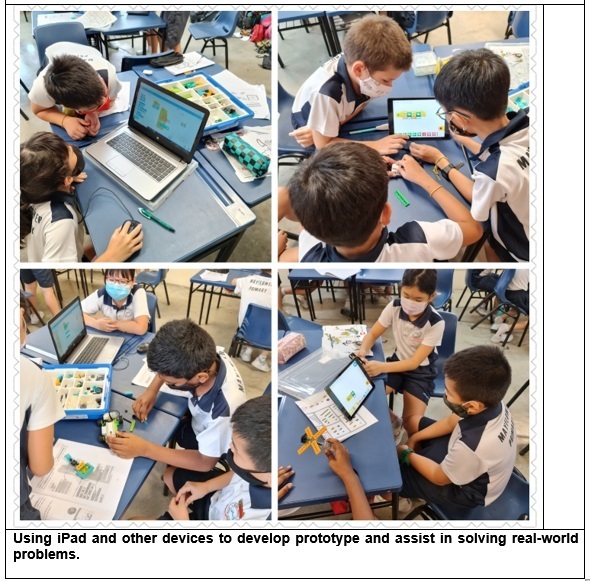 Using iPad and other devices to develop prototype and assist in solving real-world
problems.